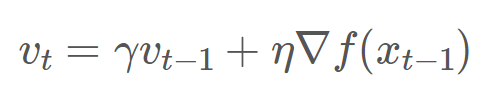 v_t = γv_{t−1} + η∇f(x_{t−1})